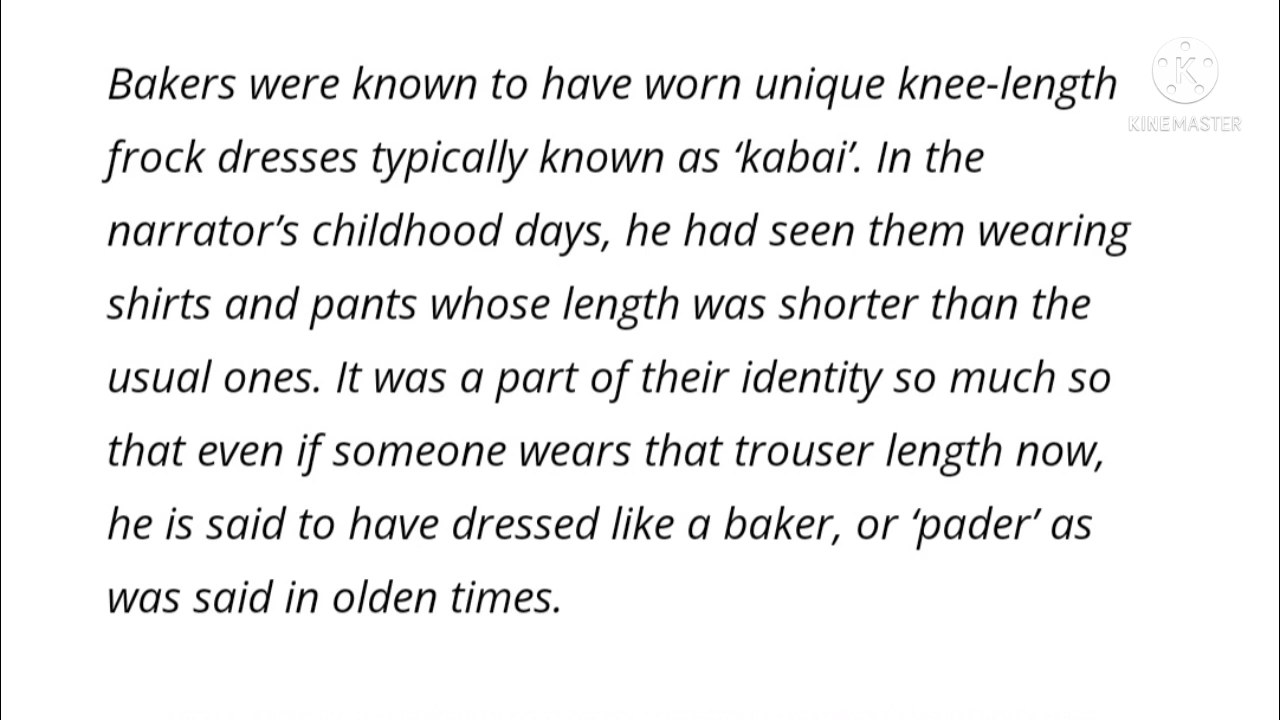 Bakers were known to have worn unique knee-length
frock dresses typically known as ‘kabai’. In the
narrator’s childhood days, he had seen them wearing
shirts and pants whose length was shorter than the
usual ones. It was a part of their identity so much so
that even if someone wears that trouser length now,
he is said to have dressed like a baker, or ‘pader’ as
was said in olden times.
K
KINEMASTER